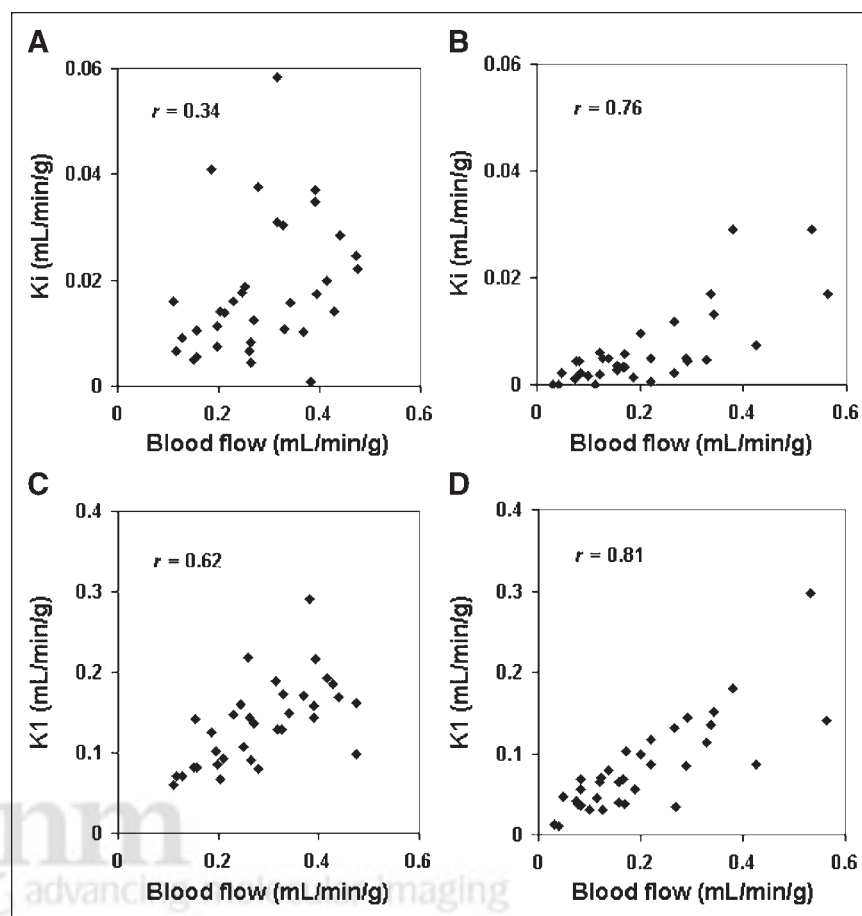 A
0.06
0.04
0.02
0
r = 0.34
Ki (mL/min/g)
0
0.2
0.4
0.6
Blood flow (mL/min/g)
B
0.06
0.04
0.02
0
r = 0.76
Ki (mL/min/g)
0
0.2
0.4
0.6
Blood flow (mL/min/g)
C
0.4
0.3
0.2
0.1
0
r = 0.62
K1 (mL/min/g)
0
0.2
0.4
0.6
Blood flow (mL/min/g)
D
0.4
0.3
0.2
0.1
0
r = 0.81
K1 (mL/min/g)
0
0.2
0.4
0.6
Blood flow (mL/min/g)
nm
advancing molecular imaging